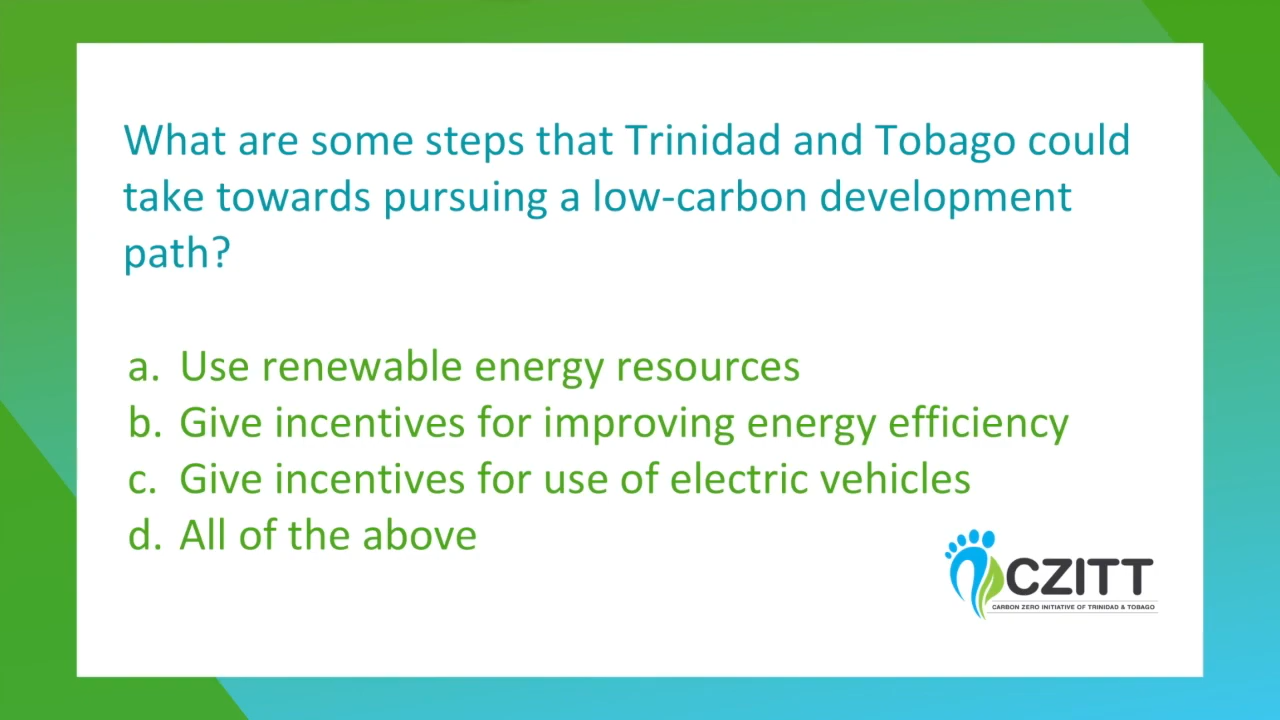 What are some steps that Trinidad and Tobago could
take towards pursuing a low-carbon development
path?
a. Use renewable energy resources
b. Give incentives for improving energy efficiency
c. Give incentives for use of electric vehicles
d. All of the above
CZITT
CARBON ZERO INITIATIVE OF TRINIDAD & TOBAGO